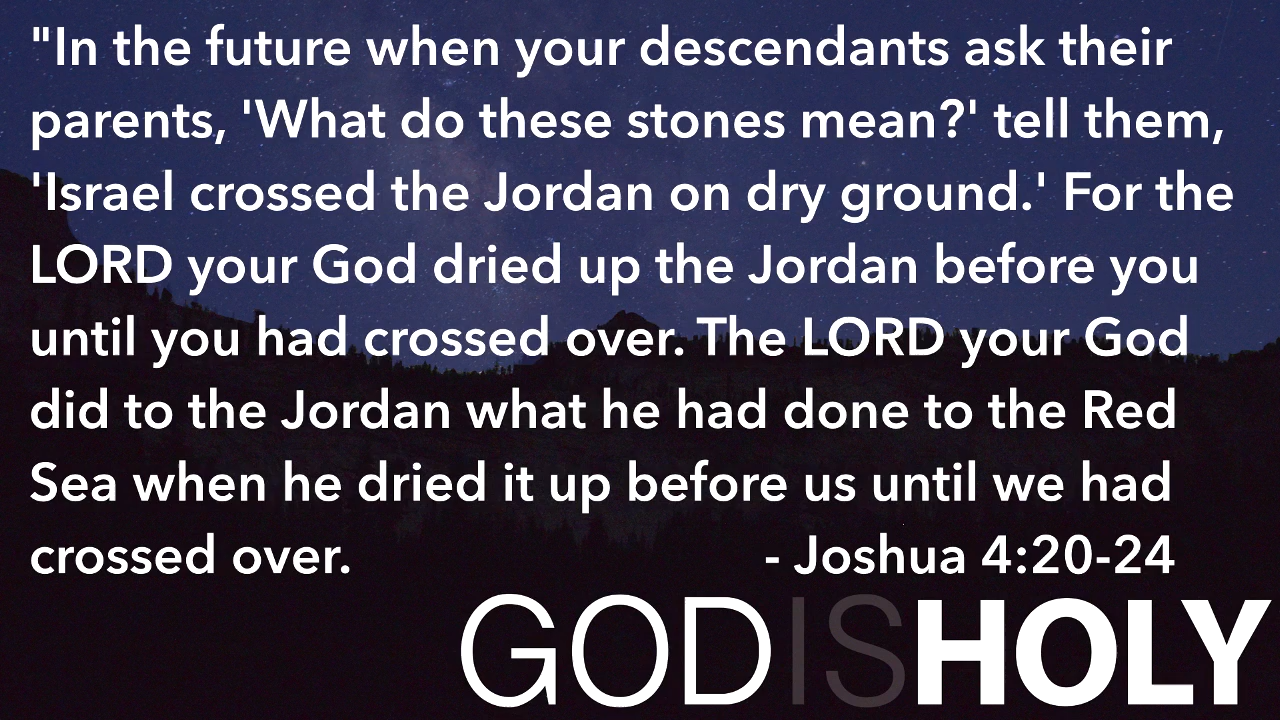 "In the future when your descendants ask their
parents, 'What do these stones mean?' tell them,
'Israel crossed the Jordan on dry ground.' For the
LORD your God dried up the Jordan before you
until you had crossed over. The LORD your God
did to the Jordan what he had done to the Red
Sea when he dried it up before us until we had
crossed over. - Joshua 4:20-24
GOD IS HOLY